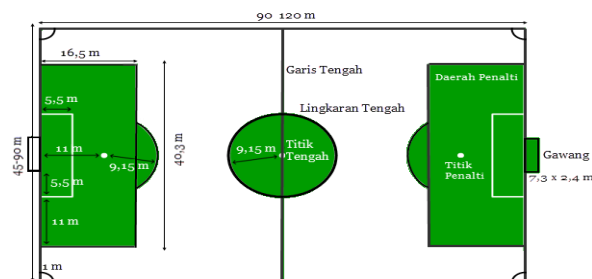 90 120 m
16,5 m
Garis Tengah
Daerah Penalti
5,5 m
Lingkaran Tengah
45-90 m
11 m
9,15 m
40,3 m
9,15 m
Titik
Tengah
Titik
Penalti
Gawang
5,5 m
7,3 x 2,4 m
11 m
1 m